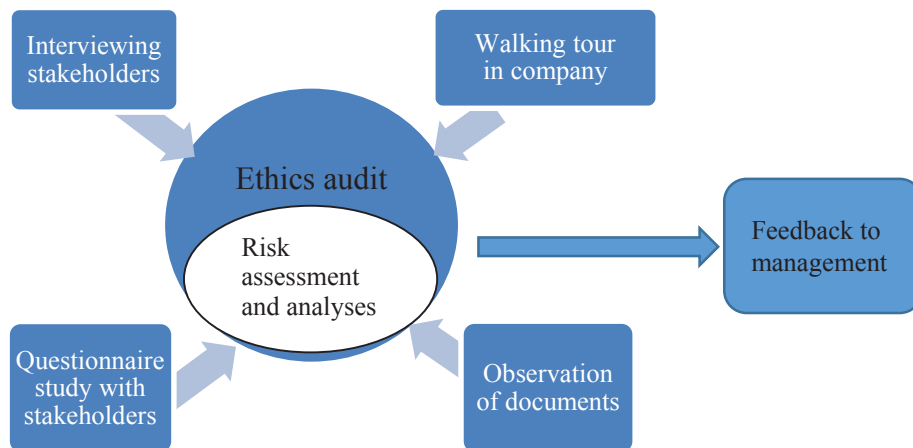 Interviewing
stakeholders
Walking tour
in company
Ethics audit
Risk
assessment
and analyses
Feedback to
management
Questionnaire
study with
stakeholders
Observation
of documents